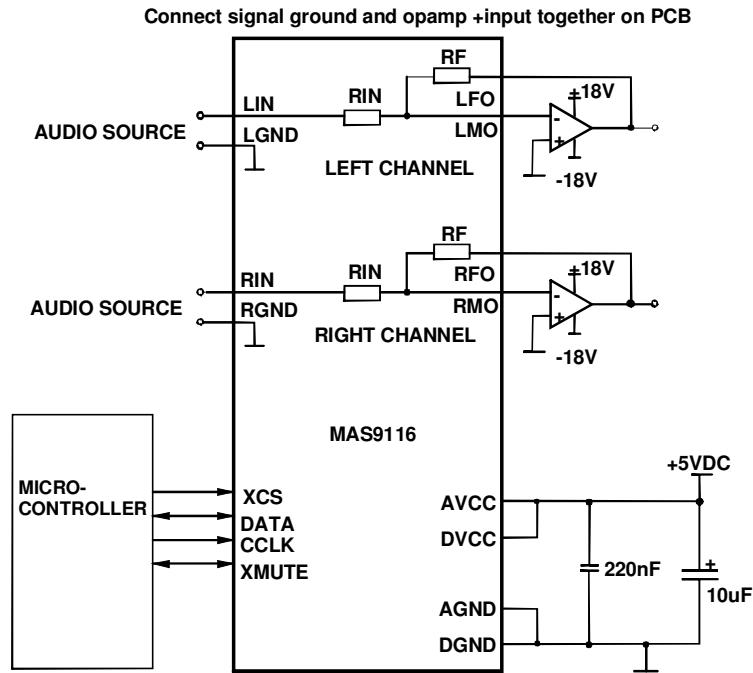 Connect signal ground and opamp +input together on PCB
RF
+18V
LIN
RIN
LFO
AUDIO SOURCE
LGND
LMO
-
+
LEFT CHANNEL
-18V
RF
+18V
RIN
RIN
RFO
AUDIO SOURCE
RGND
RMO
-
+
RIGHT CHANNEL
-18V
MAS9116
+5VDC
MICRO-
CONTROLLER
XCS
DATA
CCLK
XMUTE
AVCC
DVCC
220nF
+
10uF
AGND
DGND